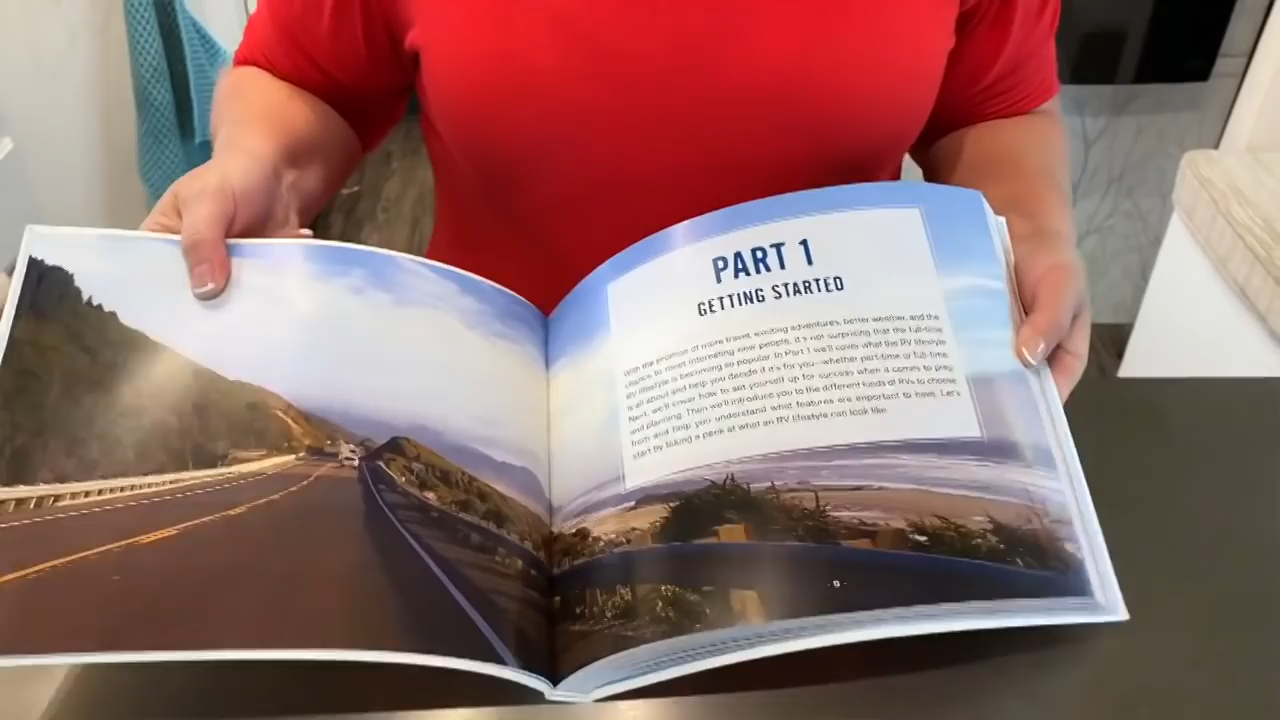 PART 1
GETTING STARTED
With the promise of more travel, exciting adventures, better weather, and the
chance to meet interesting new people, it's not surprising that the full-time
RV lifestyle is becoming so popular. In Part 1 we'll cover what the RV lifestyle
is all about and help you decide if it's for you—whether part-time or full-time.
Next, we'll cover how to set yourself up for success when it comes to prep
and planning. Then we'll introduce you to the different kinds of RVs to choose
from and help you understand what features are important to have. Let's
start by taking a peek at what an RV lifestyle can look like.